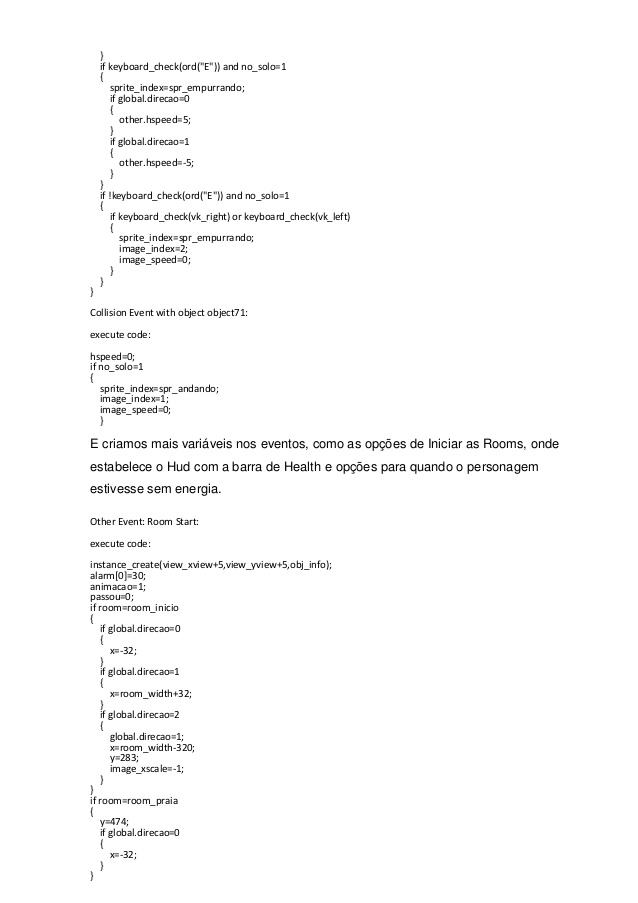 }
if keyboard_check(ord("E")) and no_solo=1
{
sprite_index=spr_empurrando;
if global.direcao=0
{
other.hspeed=5;
}
if global.direcao=1
{
other.hspeed=-5;
}
}
if !keyboard_check(ord("E")) and no_solo=1
{
if keyboard_check(vk_right) or keyboard_check(vk_left)
{
sprite_index=spr_empurrando;
image_index=2;
image_speed=0;
}
}
}
Collision Event with object object71:
execute code:
hspeed=0;
if no_solo=1
{
sprite_index=spr_andando;
image_index=1;
image_speed=0;
}
E criamos mais variáveis nos eventos, como as opções de Iniciar as Rooms, onde
estabelece o Hud com a barra de Health e opções para quando o personagem
estivesse sem energia.
Other Event: Room Start:
execute code:
instance_create(view_xview+5,view_yview+5,obj_info);
alarm[0]=30;
animacao=1;
passou=0;
if room=room_inicio
{
if global.direcao=0
{
x=-32;
}
if global.direcao=1
{
x=room_width+32;
}
if global.direcao=2
{
global.direcao=1;
x=room_width-320;
y=283;
image_xscale=-1;
}
}
if room=room_praia
{
y=474;
if global.direcao=0
{
x=-32;
}
}